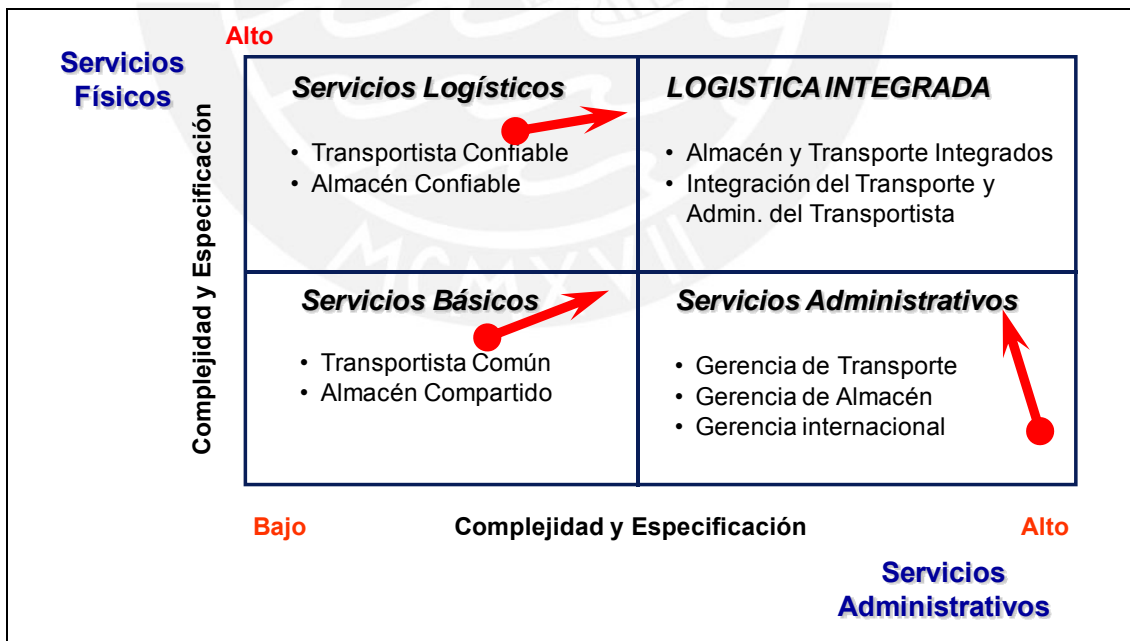 Alto
Servicios
Físicos
Complejidad y Especificación
Servicios Logísticos
• Transportista Confiable
• Almacén Confiable
LOGISTICA INTEGRADA
• Almacén y Transporte Integrados
• Integración del Transporte y
Admin. del Transportista
Servicios Básicos
• Transportista Común
• Almacén Compartido
Servicios Administrativos
• Gerencia de Transporte
• Gerencia de Almacén
• Gerencia internacional
Bajo
Complejidad y Especificación
Alto
Servicios
Administrativos
MCMXVII